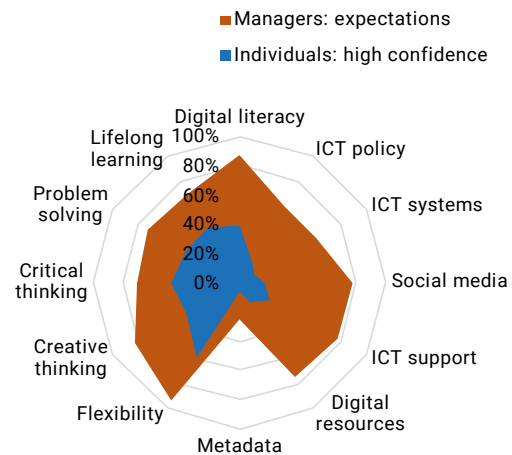 Managers: expectations
Individuals: high confidence
Digital literacy
100%
80%
60%
40%
20%
0%
ICT policy
ICT systems
Social media
ICT support
Digital
resources
Metadata
Flexibility
Creative
thinking
Critical
thinking
Problem
solving
Lifelong
learning